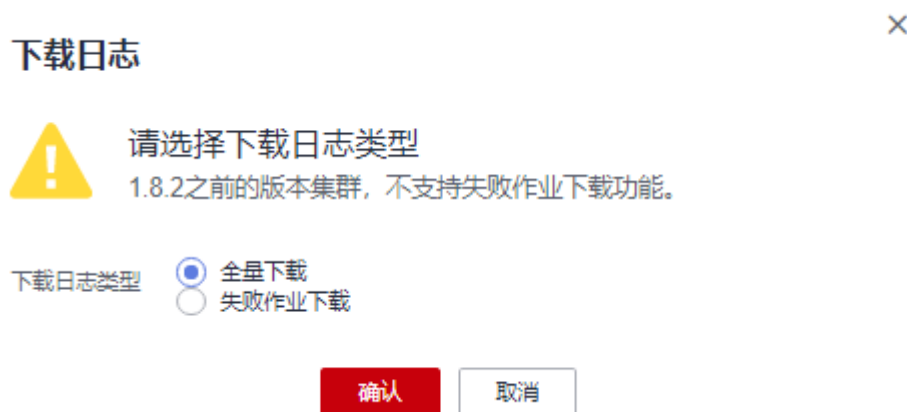 下载日志
请选择下载日志类型
1.8.2之前的版本集群，不支持失败作业下载功能。
下载日志类型 全量下载
失败作业下载
确认 取消